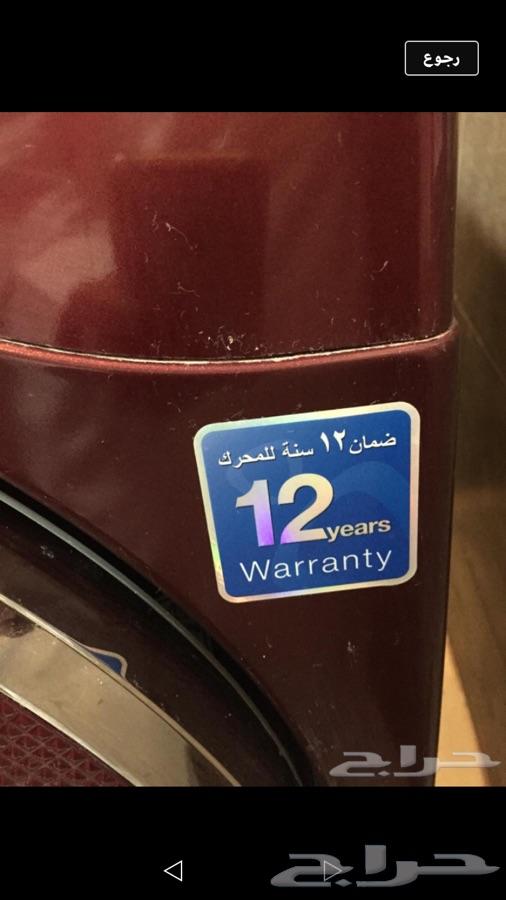 رجوع
ضمان ١٢ سنة للمحرك
12 years
Warranty
حراج
حراج